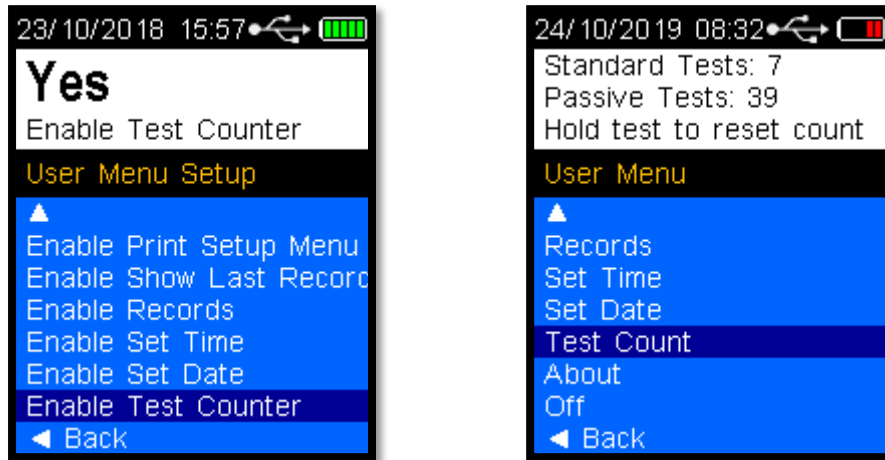 23/10/2018 15:57
Yes
Enable Test Counter
User Menu Setup
Enable Print Setup Menu
Enable Show Last Record
Enable Records
Enable Set Time
Enable Set Date
Enable Test Counter
Back
24/10/2019 08:32
Standard Tests: 7
Passive Tests: 39
Hold test to reset count
User Menu
Records
Set Time
Set Date
Test Count
About
Off
Back